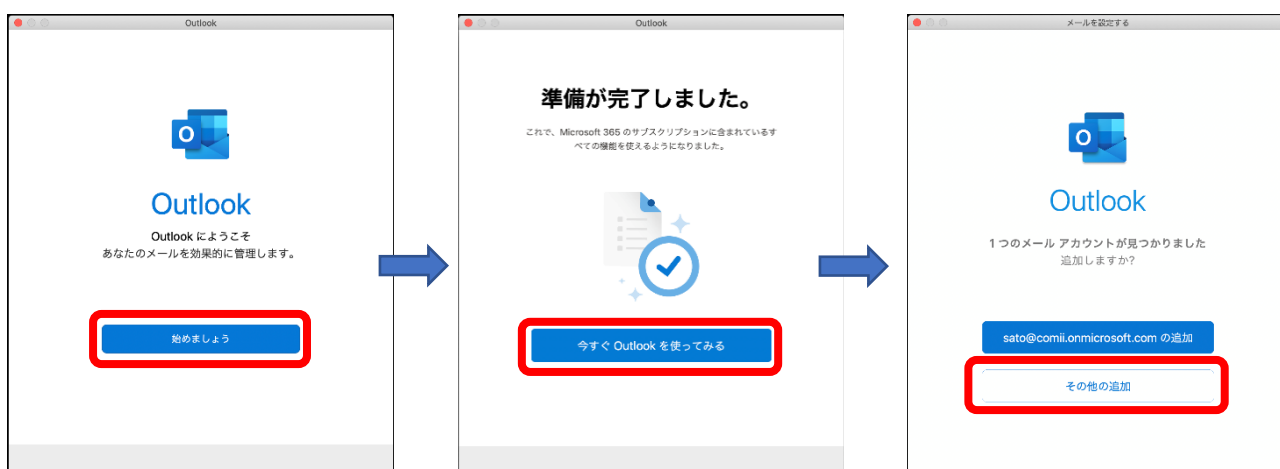 Outlook
O
Outlook
Outlook にようこそ
あなたのメールを効果的に管理します。
始めましょう
Outlook
準備が完了しました。
これで、Microsoft 365 のサブスクリプションに含まれているす
べての機能を使えるようになりました。
今すぐ Outlook を使ってみる
メールを設定する
O
Outlook
1 つのメール アカウントが見つかりました
追加しますか?
sato@comii.onmicrosoft.com の追加
その他の追加